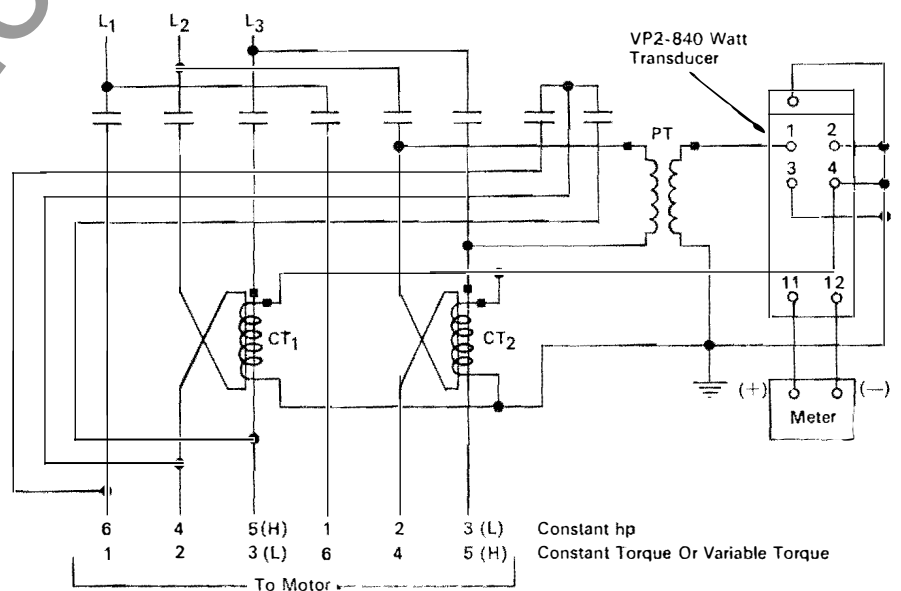 L1 L2 L3
VP2-840 Watt
Transducer
PT
1 2
3 4
11 12
CT1 CT2
(+) (−)
Meter
6 4 5 (H) 1 2 3 (L) Constant hp
1 2 3 (L) 6 4 5 (H) Constant Torque Or Variable Torque
To Motor